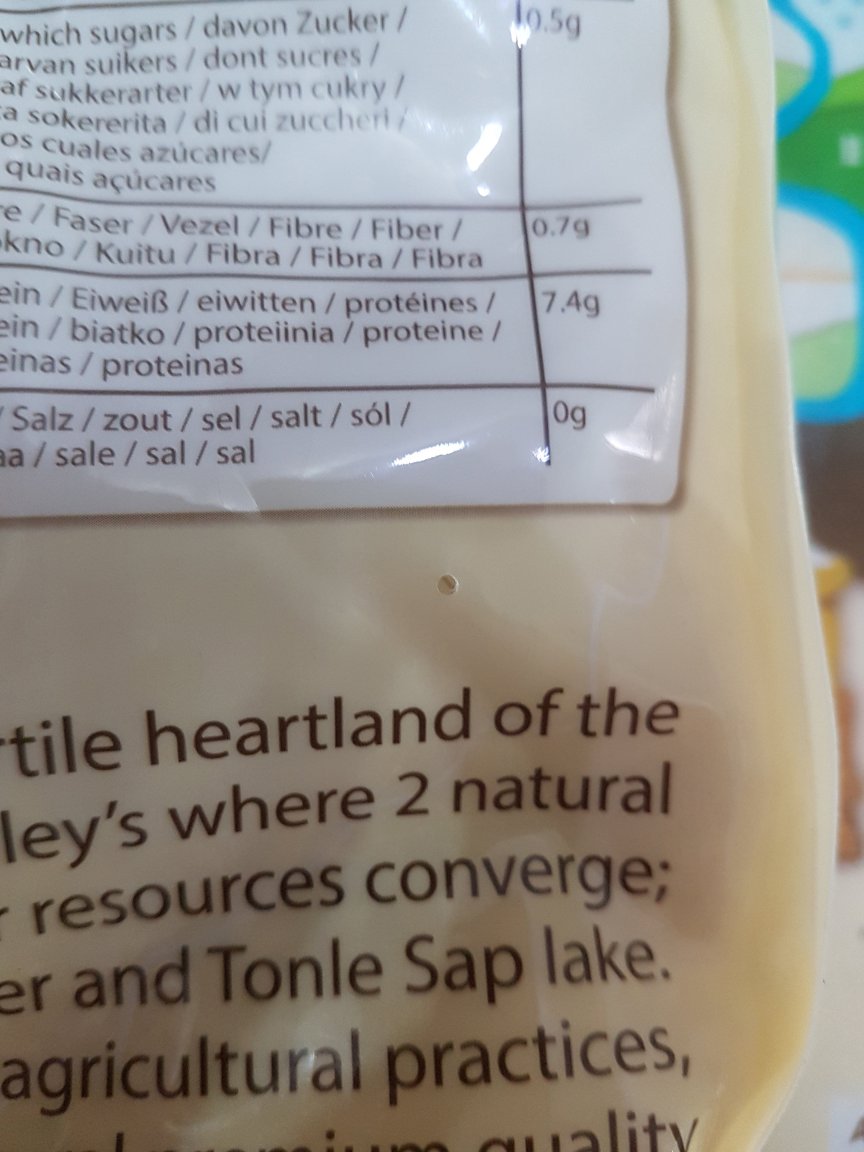 which sugars / davon Zucker / 0.5g
arvan suikers / dont sucres /
af sukkerarter / w tym cukry /
a sokererita / di cui zuccheri /
os cuales azúcares/
quais açúcares
re / Faser / Vezel / Fibre / Fiber / 0.7g
kno / Kuitu / Fibra / Fibra / Fibra
ein / Eiweiß / eiwitten / protéines / 7.4g
ein / biatko / proteiinia / proteine /
einas / proteinas
/ Salz / zout / sel / salt / sól / 0g
aa / sale / sal / sal
rtile heartland of the
ley's where 2 natural
r resources converge;
er and Tonle Sap lake.
agricultural practices,
premium quality